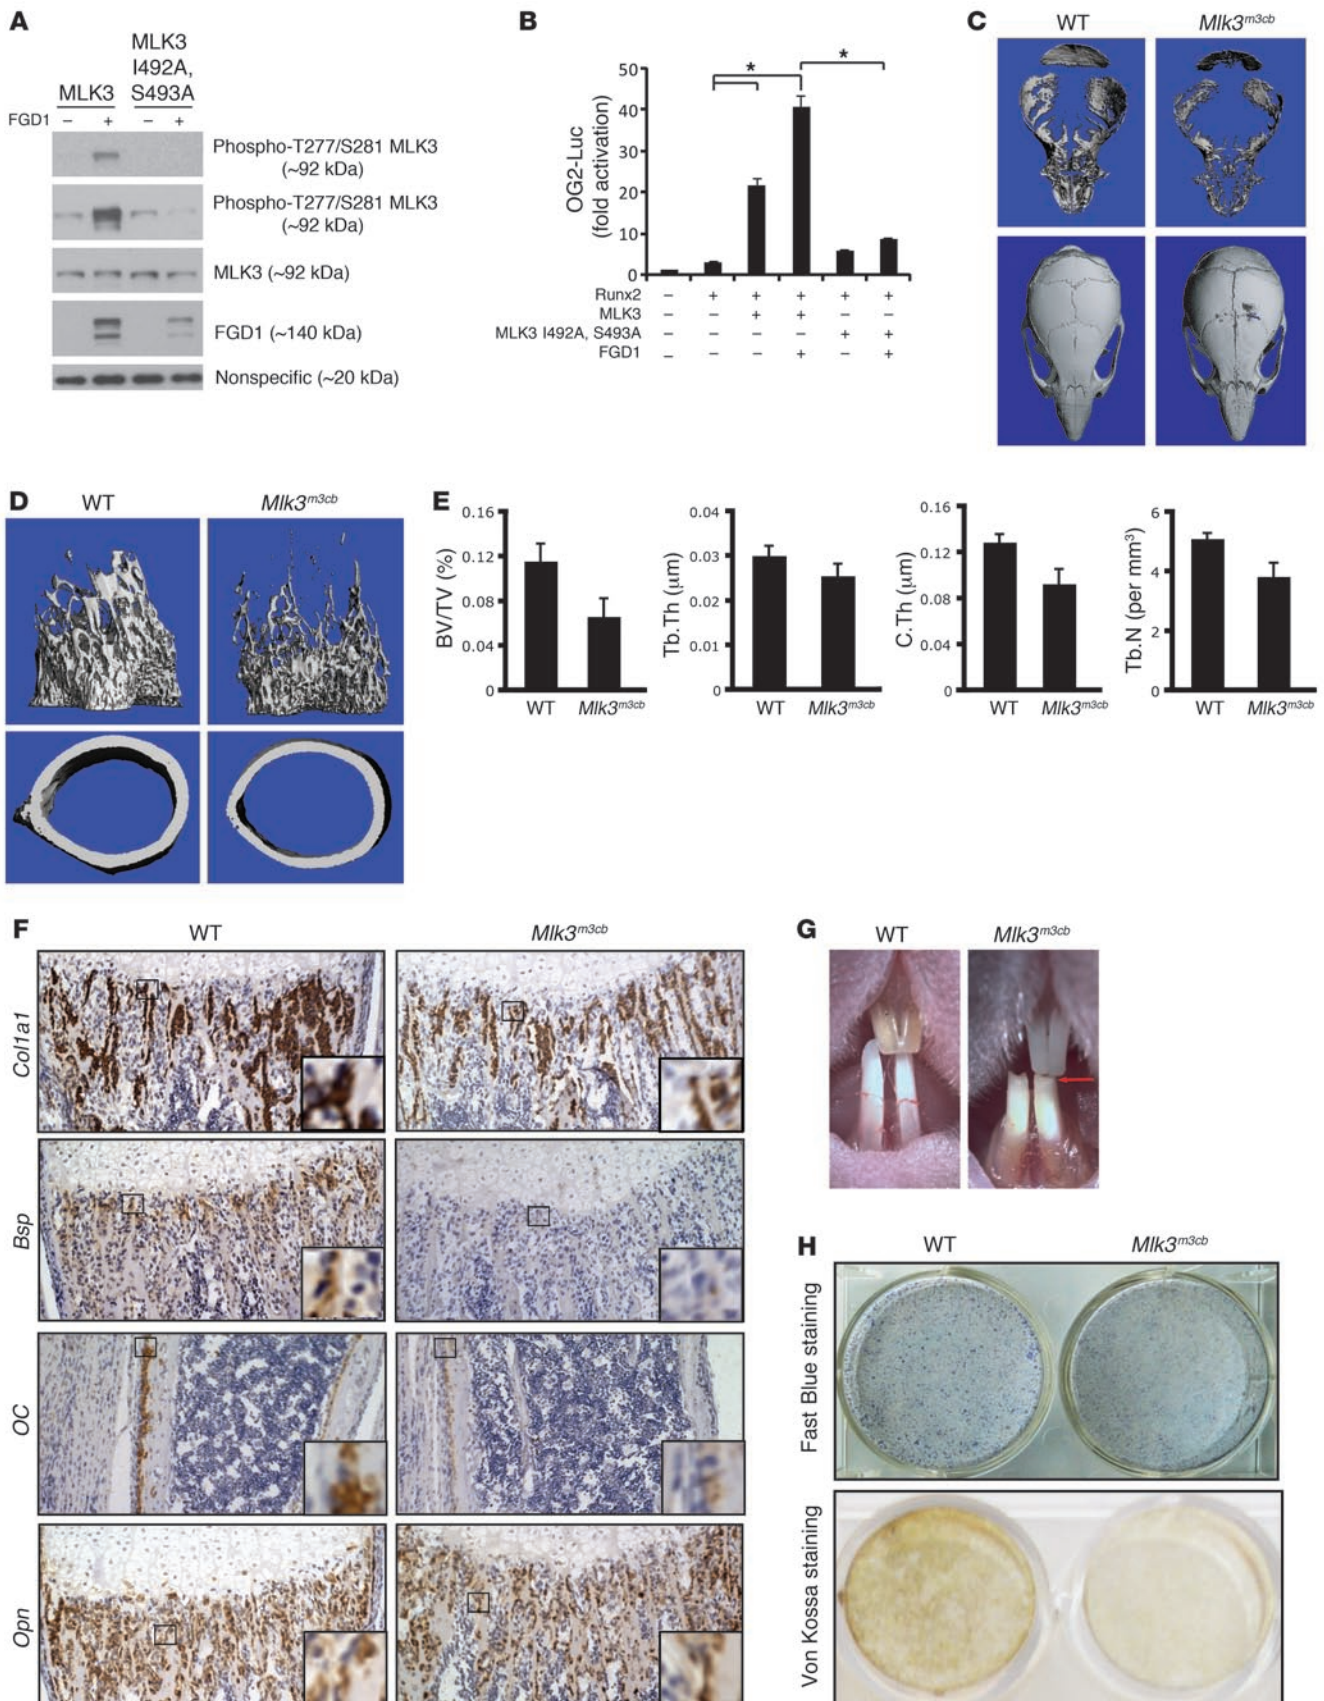 A
MLK3
MLK3 I492A, S493A
FGD1 − + − +
Phospho-T277/S281 MLK3 (~92 kDa)
Phospho-T277/S281 MLK3 (~92 kDa)
MLK3 (~92 kDa)
FGD1 (~140 kDa)
Nonspecific (~20 kDa)
B
OG2-Luc (fold activation)
50
40
30
20
10
0
* *
Runx2 − + + + + +
MLK3 + +
MLK3 I492A, S493A + +
FGD1 − − − + − +
C
WT Mlk3m3cb
D
WT Mlk3m3cb
E
BV/TV (%)
0.16
0.12
0.08
0.04
0
WT Mlk3m3cb
Tb.Th (μm)
0.04
0.03
0.02
0.01
0
WT Mlk3m3cb
C.Th (μm)
0.16
0.12
0.08
0.04
0
WT Mlk3m3cb
Tb.N (per mm3)
6
4
2
0
WT Mlk3m3cb
F
WT Mlk3m3cb
Col1a1
Bsp
OC
Opn
G
WT Mlk3m3cb
H
WT Mlk3m3cb
Fast Blue staining
Von Kossa staining